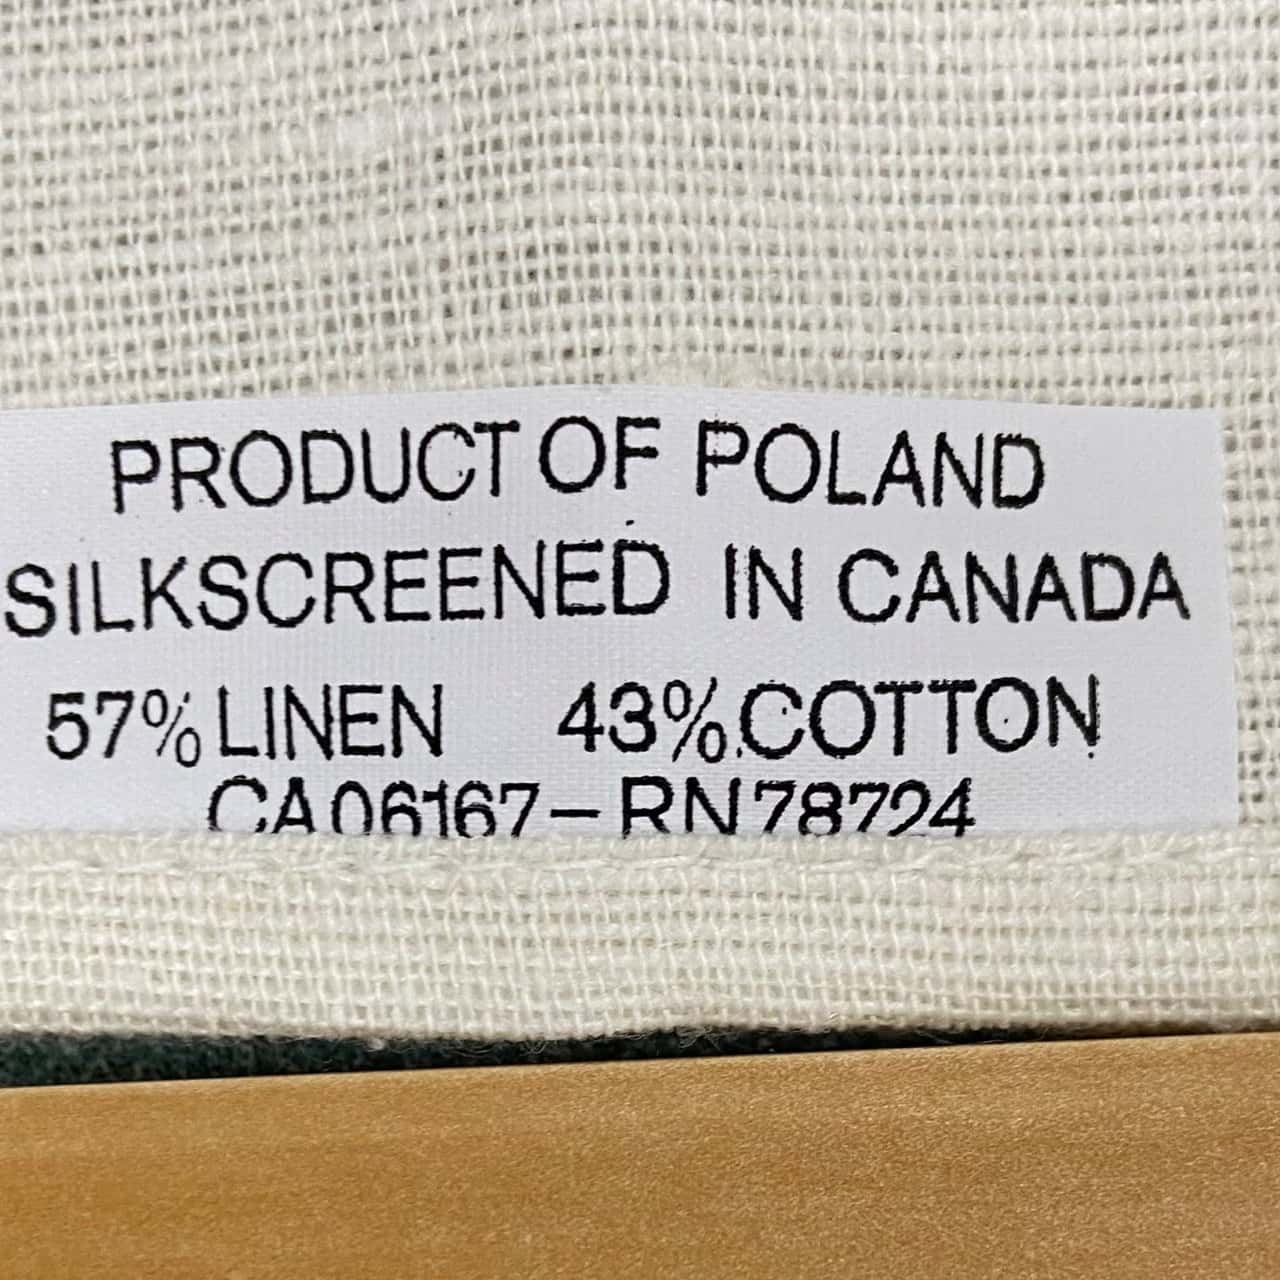 PRODUCT OF POLAND
SILKSCREENED IN CANADA
57% LINEN 43% COTTON
CA06167-RN78724